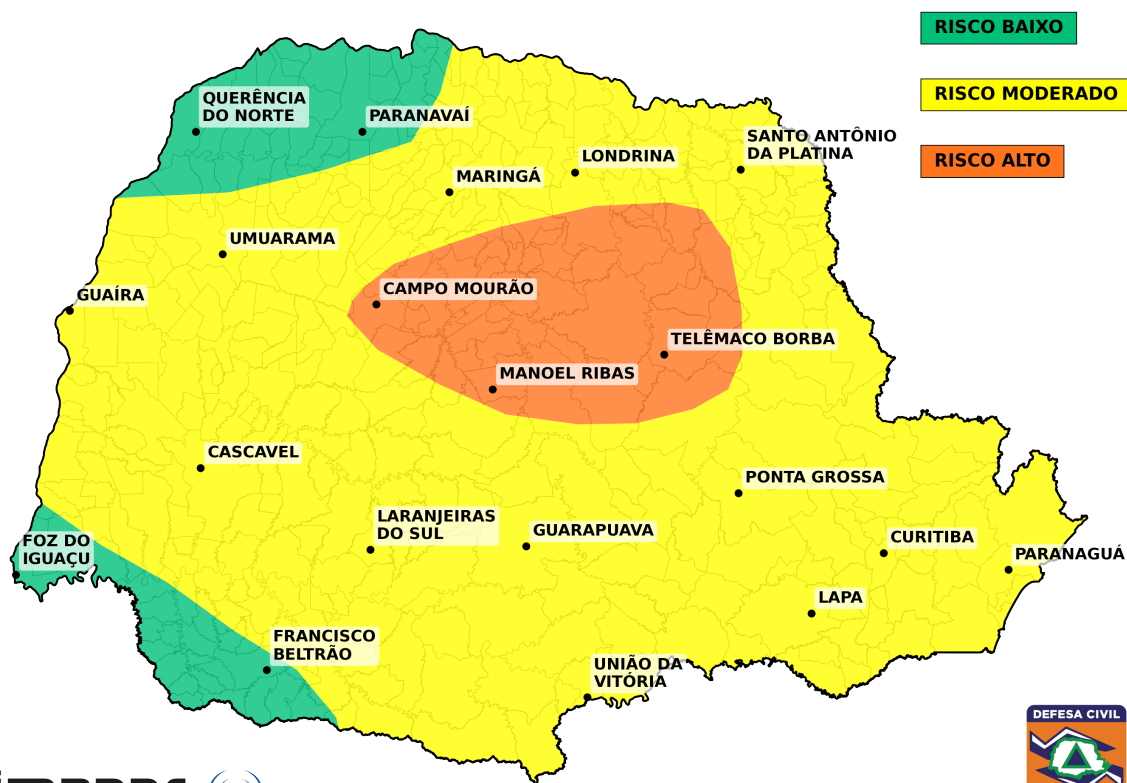 RISCO BAIXO
RISCO MODERADO
RISCO ALTO
QUERÊNCIA
DO NORTE
PARANAVAÍ
SANTO ANTÔNIO
DA PLATINA
LONDRINA
MARINGÁ
UMUARAMA
GUAÍRA
CAMPO MOURÃO
TELÊMACO BORBA
MANOEL RIBAS
CASCAVEL
PONTA GROSSA
LARANJEIRAS
DO SUL
GUARAPUAVA
CURITIBA
FOZ DO
IGUAÇU
PARANAGUÁ
LAPA
FRANCISCO
BELTRÃO
UNIÃO DA
VITÓRIA
DEFESA CIVIL